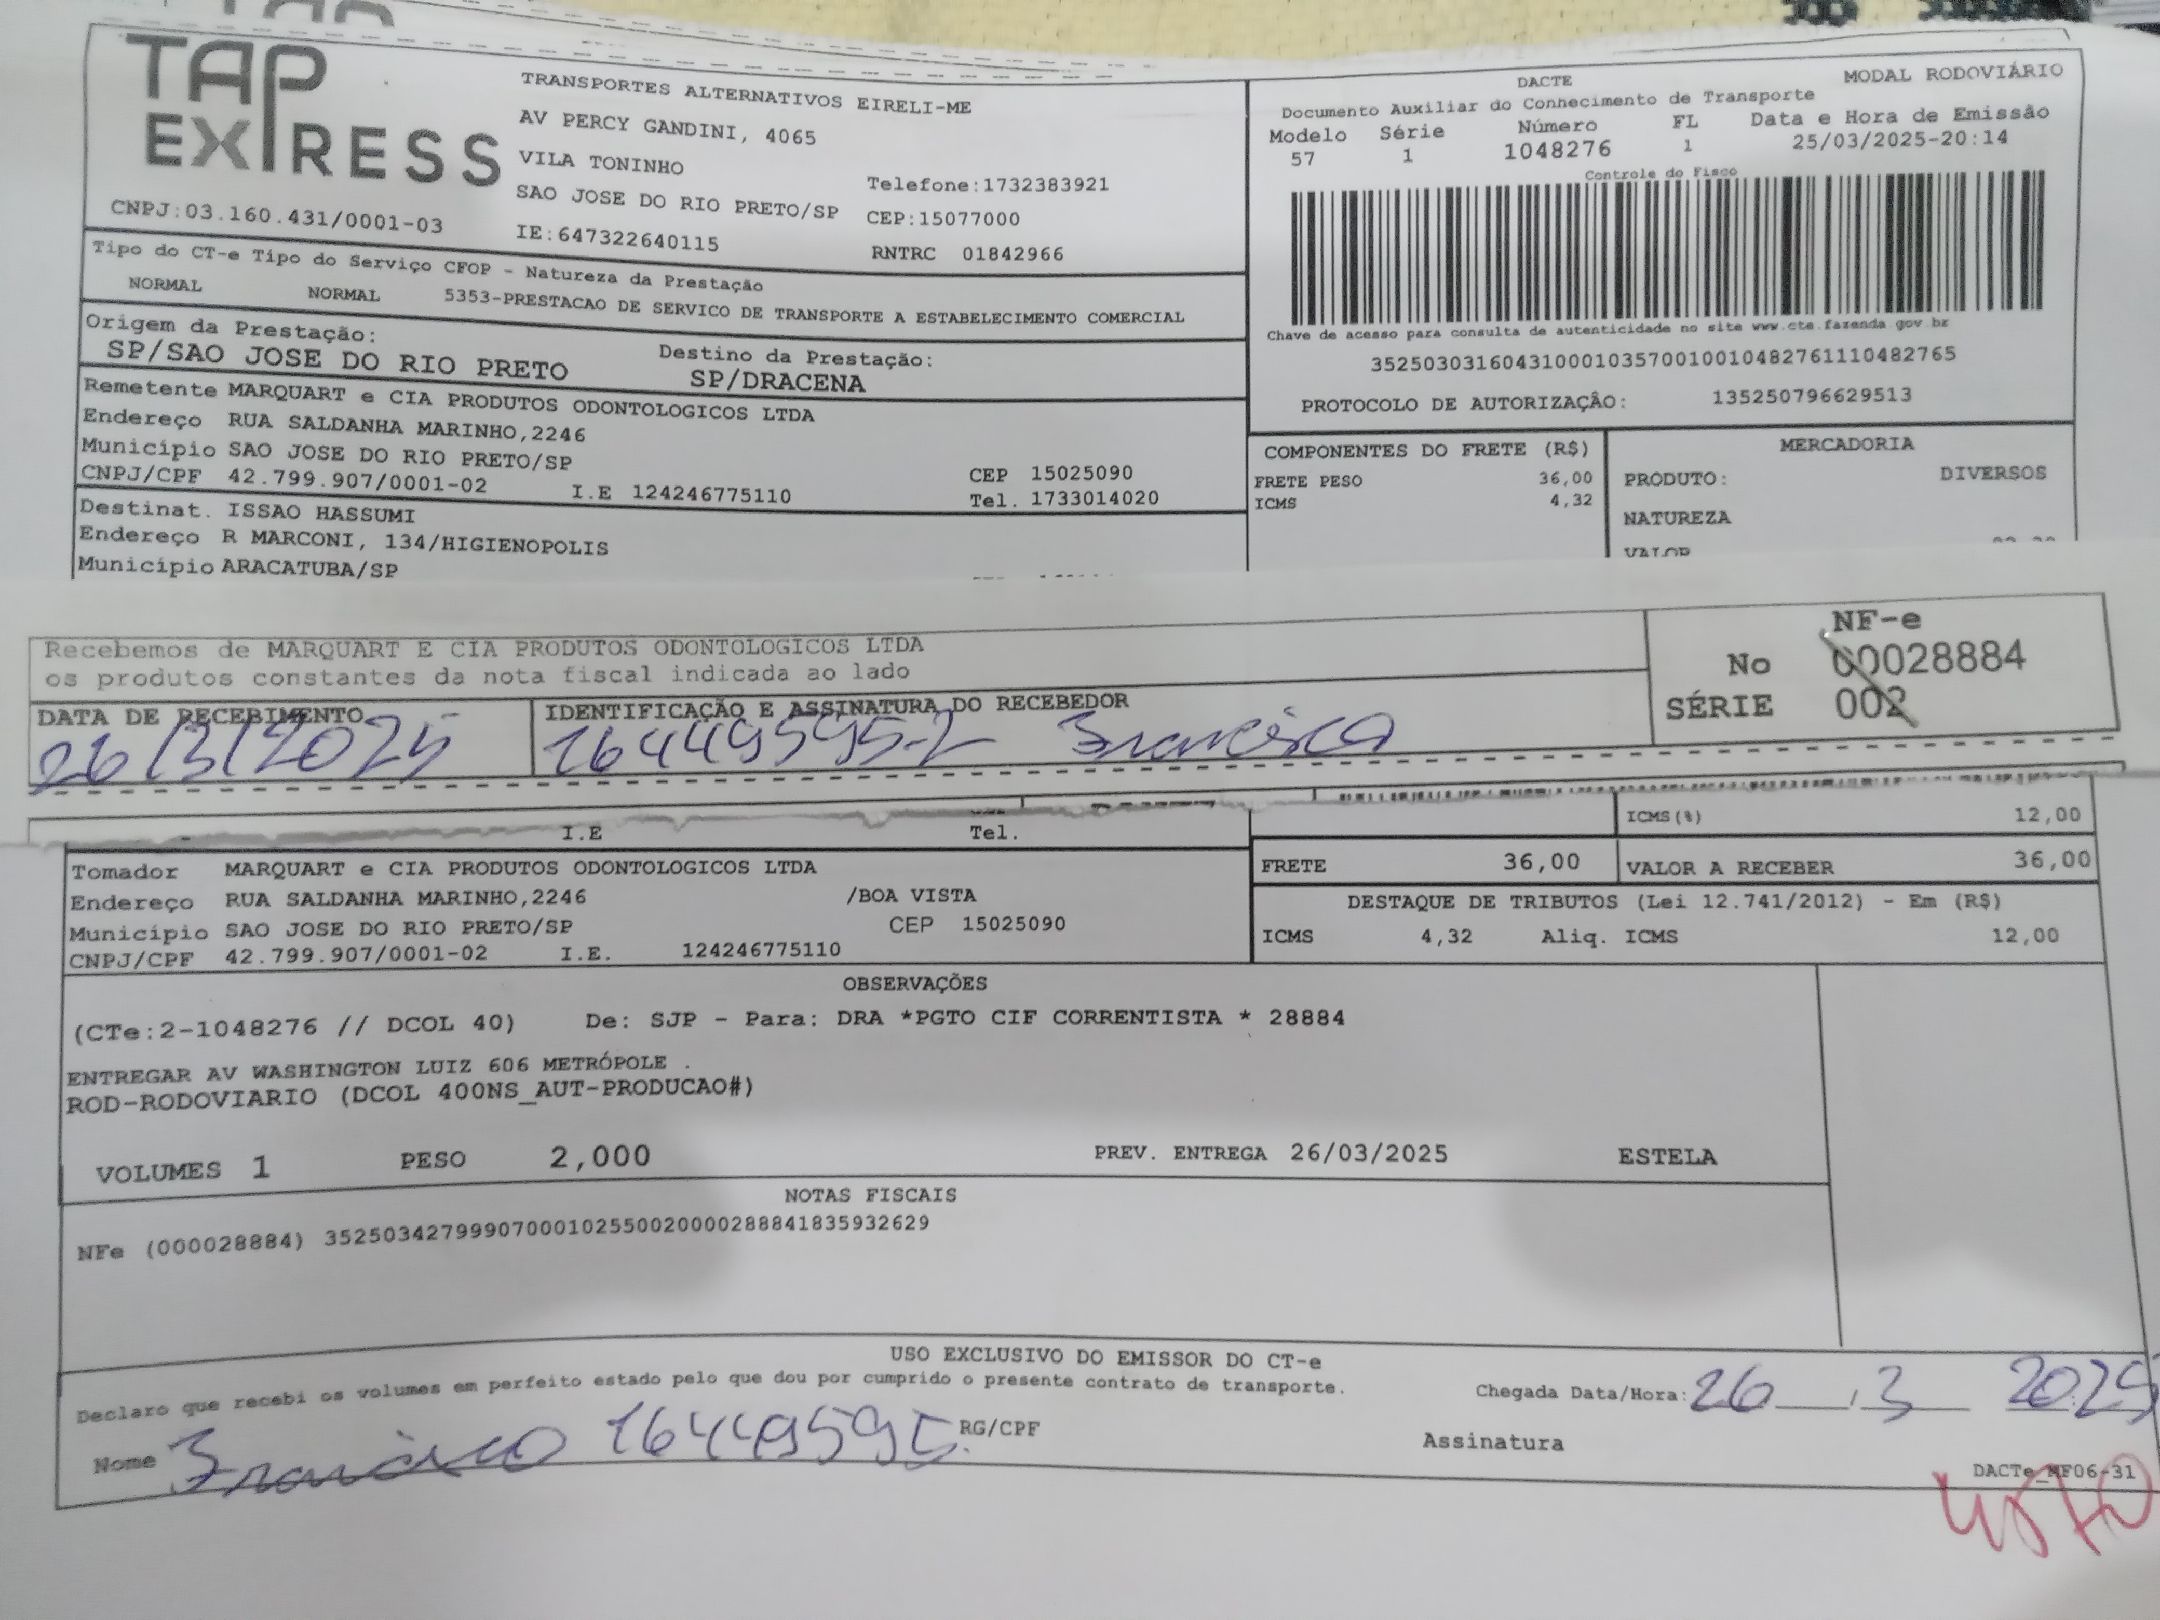 TAP EXPRESS
CNPJ:03.160.431/0001-03
TRANSPORTES ALTERNATIVOS EIRELI-ME
AV PERCY GANDINI, 4065
VILA TONINHO
SAO JOSE DO RIO PRETO/SP
IE:647322640115
Telefone:1732383921
CEP:15077000
RNTRC 01842966
DACTE MODAL RODOVIÁRIO
Documento Auxiliar do Conhecimento de Transporte
Modelo Série Número FL Data e Hora de Emissão
57 1 1048276 1 25/03/2025-20:14
Controle do Fisco
Chave de acesso para consulta de autenticidade no site www.cte.fazenda.gov.br
35250303160431000103570010010482761110482765
PROTOCOLO DE AUTORIZAÇÂO: 135250796629513
Tipo do CT-e Tipo do Serviço CFOP - Natureza da Prestação
NORMAL NORMAL 5353-PRESTACAO DE SERVICO DE TRANSPORTE A ESTABELECIMENTO COMERCIAL
Origem da Prestação: Destino da Prestação:
SP/SAO JOSE DO RIO PRETO SP/DRACENA
Remetente MARQUART e CIA PRODUTOS ODONTOLOGICOS LTDA
Endereço RUA SALDANHA MARINHO,2246
Município SAO JOSE DO RIO PRETO/SP CEP 15025090
CNPJ/CPF 42.799.907/0001-02 I.E 124246775110 Tel. 1733014020
Destinat. ISSAO HASSUMI
Endereço R MARCONI, 134/HIGIENOPOLIS
Município ARACATUBA/SP
COMPONENTES DO FRETE (R$)
FRETE PESO 36,00
ICMS 4,32
MERCADORIA
PRODUTO: DIVERSOS
NATUREZA
VALOR
Recebemos de MARQUART E CIA PRODUTOS ODONTOLOGICOS LTDA
os produtos constantes da nota fiscal indicada ao lado
DATA DE RECEBIMENTO IDENTIFICAÇÃO E ASSINATURA DO RECEBEDOR
26/3/2025 16449595-2 Francisca
NF-e
No 00028884
SÉRIE 002
I.E Tel.
ICMS(%) 12,00
FRETE 36,00 VALOR A RECEBER 36,00
Tomador MARQUART e CIA PRODUTOS ODONTOLOGICOS LTDA
Endereço RUA SALDANHA MARINHO,2246 /BOA VISTA
Município SAO JOSE DO RIO PRETO/SP CEP 15025090
CNPJ/CPF 42.799.907/0001-02 I.E. 124246775110
DESTAQUE DE TRIBUTOS (Lei 12.741/2012) - Em (R$)
ICMS 4,32 Aliq. ICMS 12,00
OBSERVAÇÕES
(CTe:2-1048276 // DCOL 40) De: SJP - Para: DRA *PGTO CIF CORRENTISTA * 28884
ENTREGAR AV WASHINGTON LUIZ 606 METRÓPOLE .
ROD-RODOVIARIO (DCOL 400NS_AUT-PRODUCAO#)
VOLUMES 1 PESO 2,000 PREV. ENTREGA 26/03/2025 ESTELA
NOTAS FISCAIS
NFe (000028884) 35250342799907000102550020000288841835932629
USO EXCLUSIVO DO EMISSOR DO CT-e
Declaro que recebi os volumes em perfeito estado pelo que dou por cumprido o presente contrato de transporte.
Chegada Data/Hora: 26 / 3 2025
Nome Francisca 16449595 RG/CPF Assinatura
DACTe_MF06-31